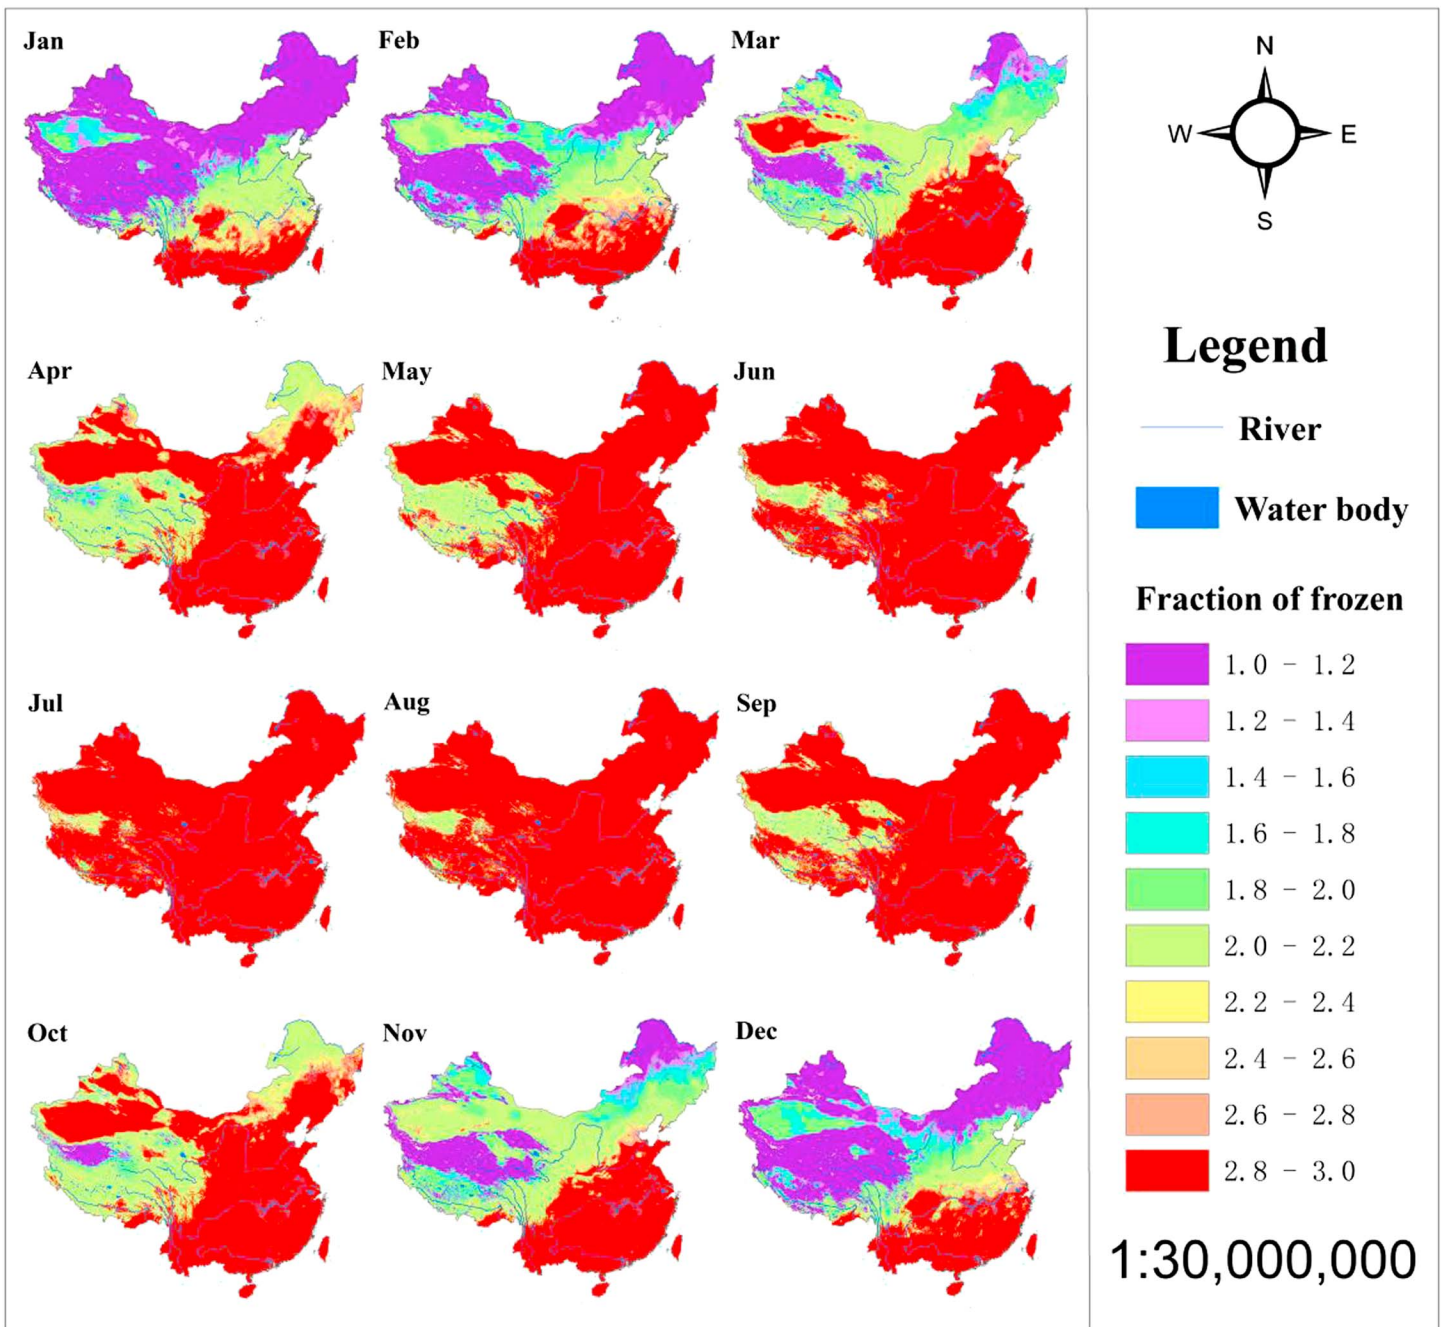 Jan
Feb
Mar
Apr
May
Jun
Jul
Aug
Sep
Oct
Nov
Dec
N
W
E
S
Legend
River
Water body
Fraction of frozen
1.0 - 1.2
1.2 - 1.4
1.4 - 1.6
1.6 - 1.8
1.8 - 2.0
2.0 - 2.2
2.2 - 2.4
2.4 - 2.6
2.6 - 2.8
2.8 - 3.0
1:30,000,000